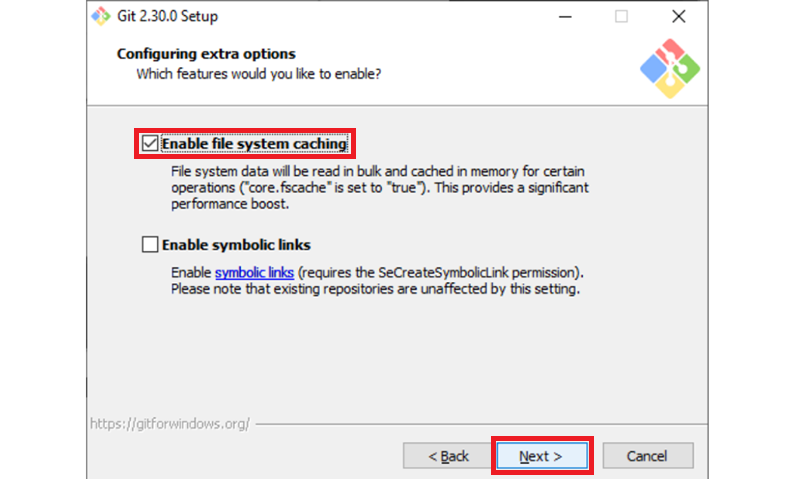 Git 2.30.0 Setup
Configuring extra options
Which features would you like to enable?
Enable file system caching
File system data will be read in bulk and cached in memory for certain
operations ("core.fscache" is set to "true"). This provides a significant
performance boost.
Enable symbolic links
Enable symbolic links (requires the SeCreateSymbolicLink permission).
Please note that existing repositories are unaffected by this setting.
https://gitforwindows.org/
< Back Next > Cancel